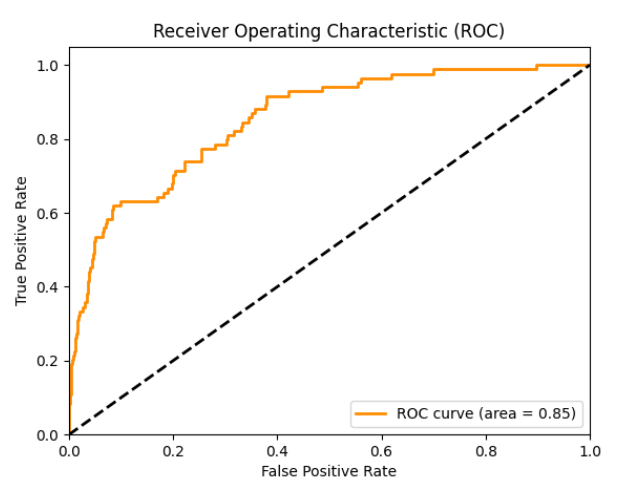 Receiver Operating Characteristic (ROC)
True Positive Rate
1.0
0.8
0.6
0.4
0.2
0.0
ROC curve (area = 0.85)
0.0 0.2 0.4 0.6 0.8 1.0
False Positive Rate